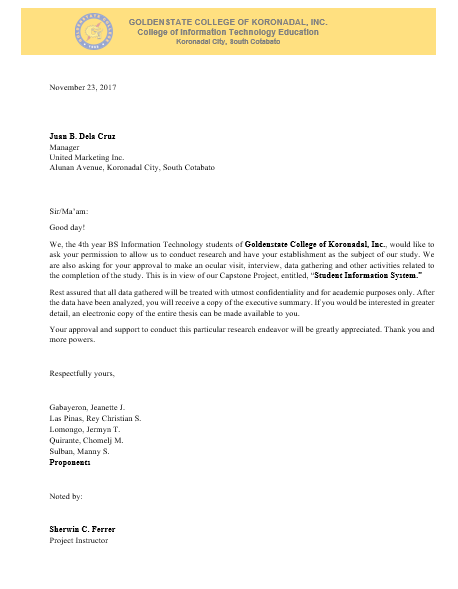 GOLDENSTATE COLLEGE OF KORONADAL, INC.
College of Information Technology Education
Koronadal City, South Cotabato
November 23, 2017
Juan B. Dela Cruz
Manager
United Marketing Inc.
Alunan Avenue, Koronadal City, South Cotabato
Sir/Ma'am:
Good day!
We, the 4th year BS Information Technology students of Goldenstate College of Koronadal, Inc., would like to
ask your permission to allow us to conduct research and have your establishment as the subject of our study. We
are also asking for your approval to make an ocular visit, interview, data gathering and other activities related to
the completion of the study. This is in view of our Capstone Project, entitled, “Student Information System.”
Rest assured that all data gathered will be treated with utmost confidentiality and for academic purposes only. After
the data have been analyzed, you will receive a copy of the executive summary. If you would be interested in greater
detail, an electronic copy of the entire thesis can be made available to you.
Your approval and support to conduct this particular research endeavor will be greatly appreciated. Thank you and
more powers.
Respectfully yours,
Gabayeron, Jeanette J.
Las Pinas, Rey Christian S.
Lomongo, Jermyn T.
Quirante, Chomelj M.
Sulban, Manny S.
Proponents
Noted by:
Sherwin C. Ferrer
Project Instructor